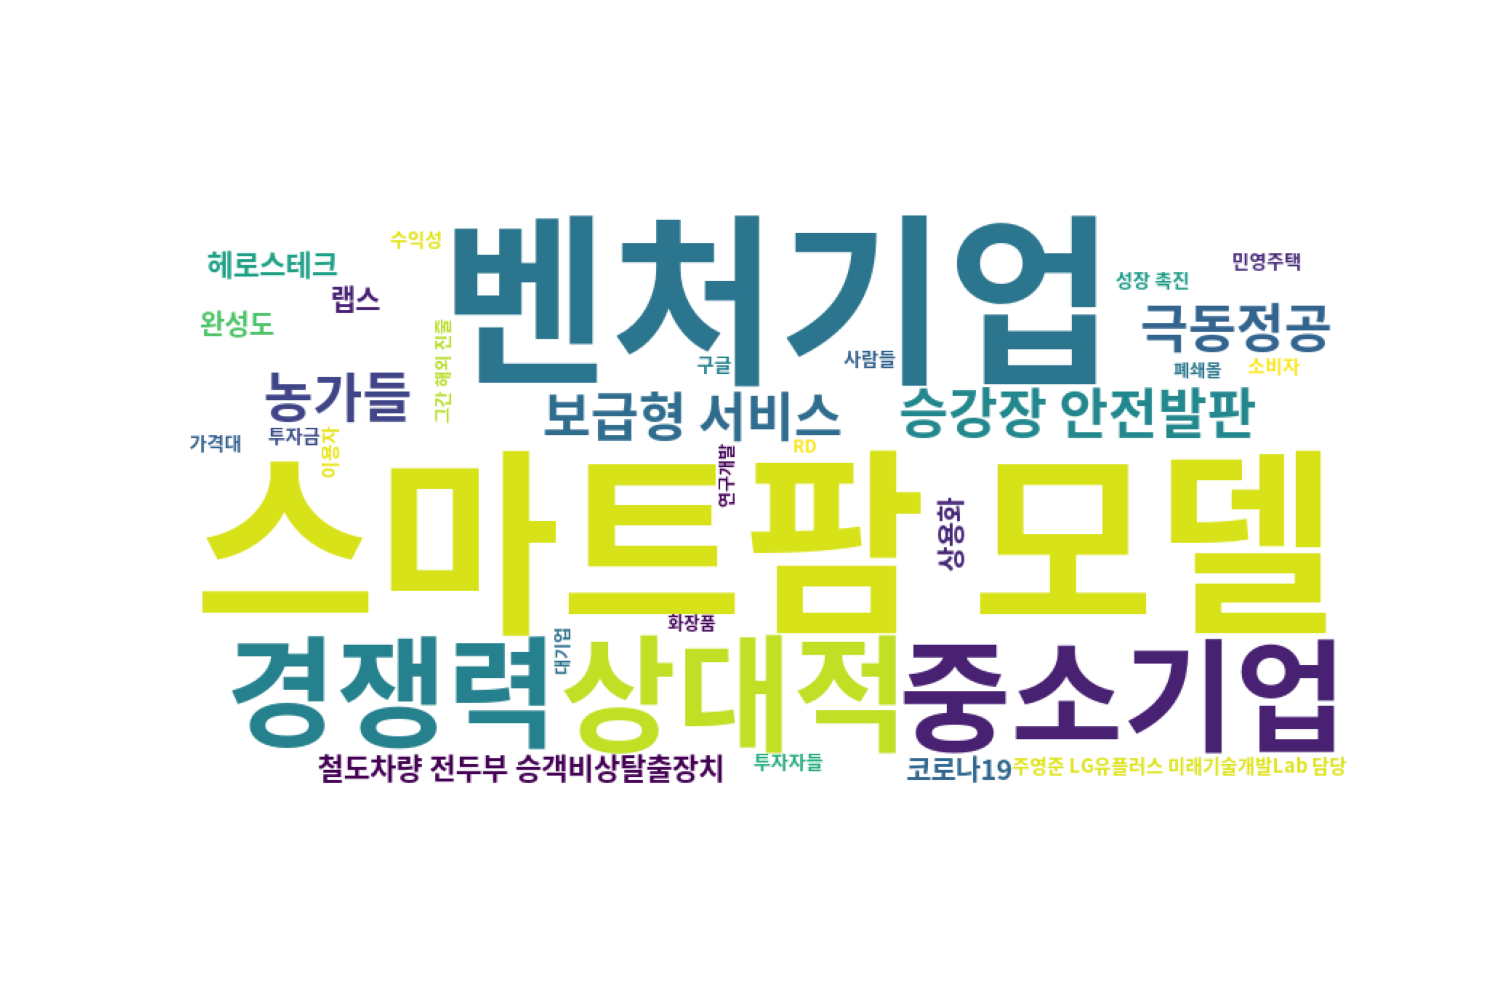 벤처기업
수익성
헤로스테크
민영주택
성장 촉진
랩스
완성도
극동정공
그간 해외 진줄
구글
사람들
폐쇄몰
소비자
농가들
보급형 서비스
승강장 안전발판
가격대
투자금
이용자
RD
연구개발
스마트팜 모델
상용화
화장품
대기업
경쟁력
상대적
중소기업
철도차량 전두부 승객비상탈출장치
투자자들
코로나19
주영준 LG유플러스 미래기술개발Lab 담당